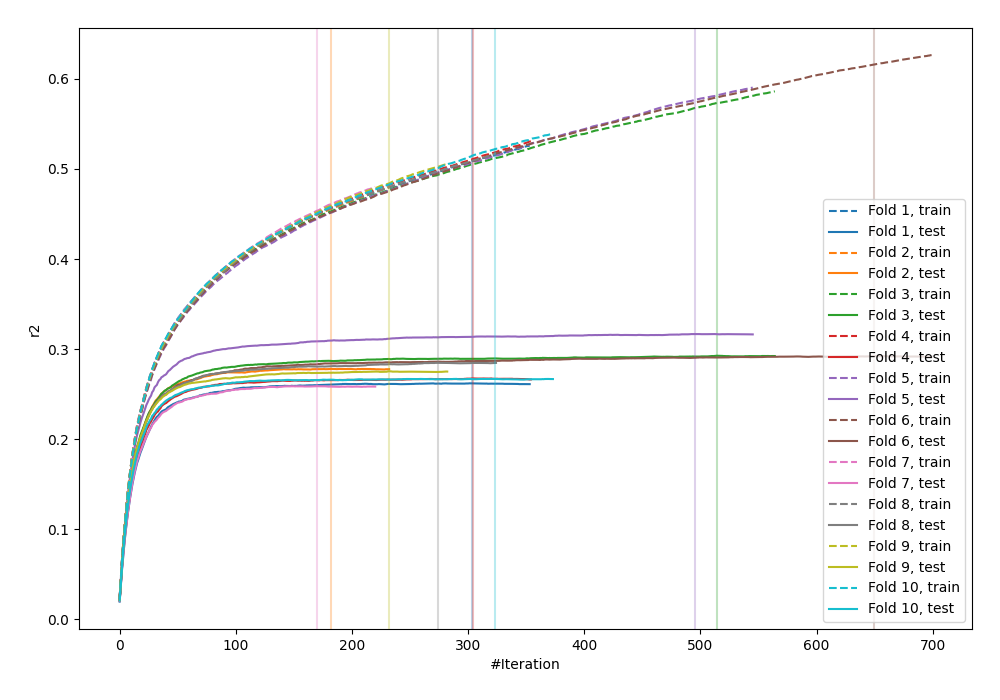 0.6
0.5
0.4
0.3
0.2
0.1
0.0
r2
0 100 200 300 400 500 600 700
#Iteration
Fold 1, train
Fold 1, test
Fold 2, train
Fold 2, test
Fold 3, train
Fold 3, test
Fold 4, train
Fold 4, test
Fold 5, train
Fold 5, test
Fold 6, train
Fold 6, test
Fold 7, train
Fold 7, test
Fold 8, train
Fold 8, test
Fold 9, train
Fold 9, test
Fold 10, train
Fold 10, test